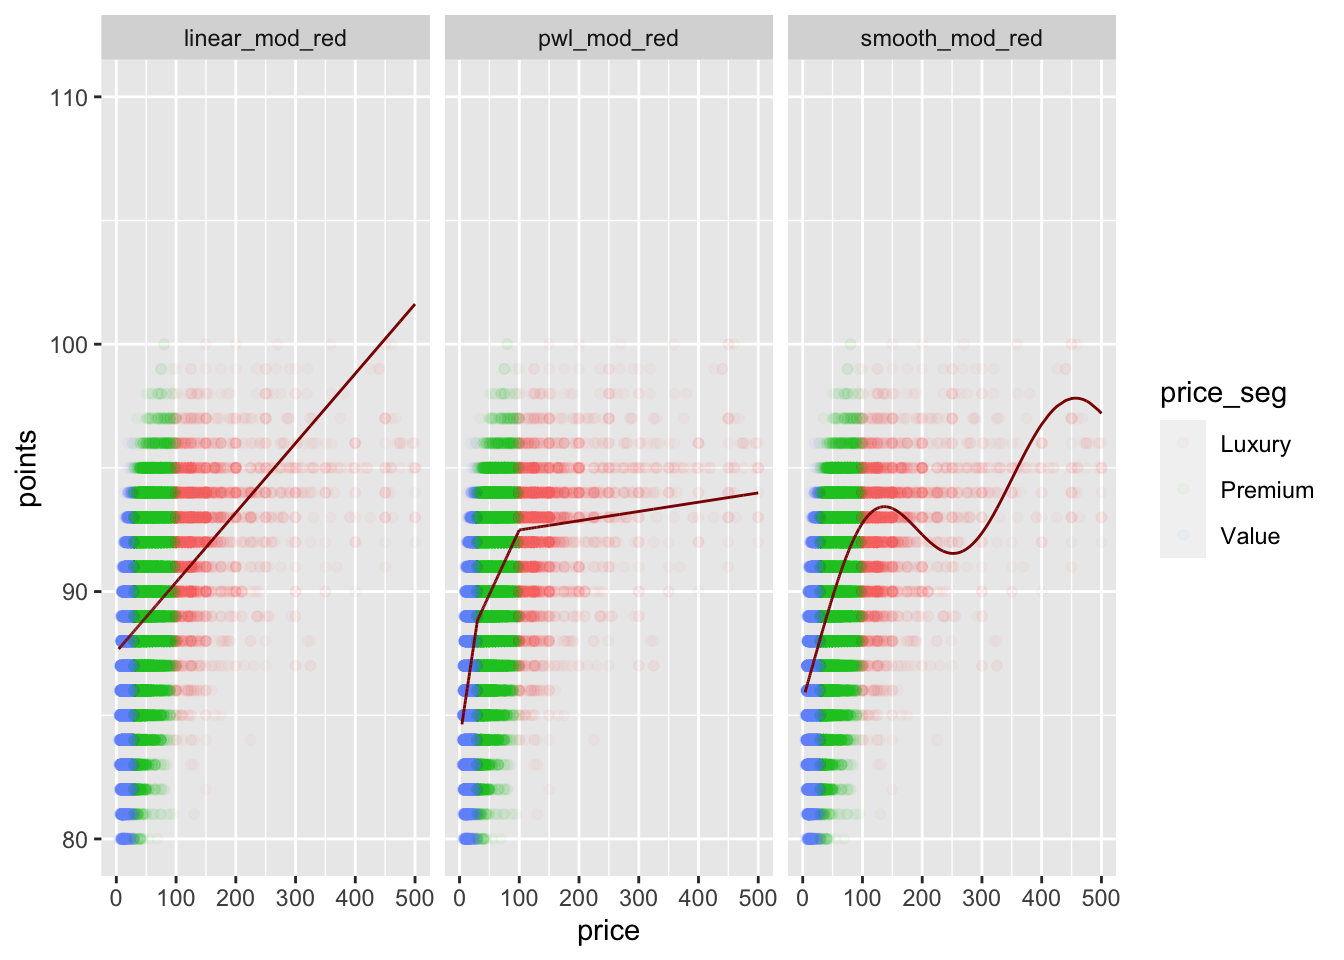 linear_mod_red pwl_mod_red smooth_mod_red
110
100
90
80
points
0 100 200 300 400 500 0 100 200 300 400 500 0 100 200 300 400 500
price
price_seg
Luxury
Premium
Value